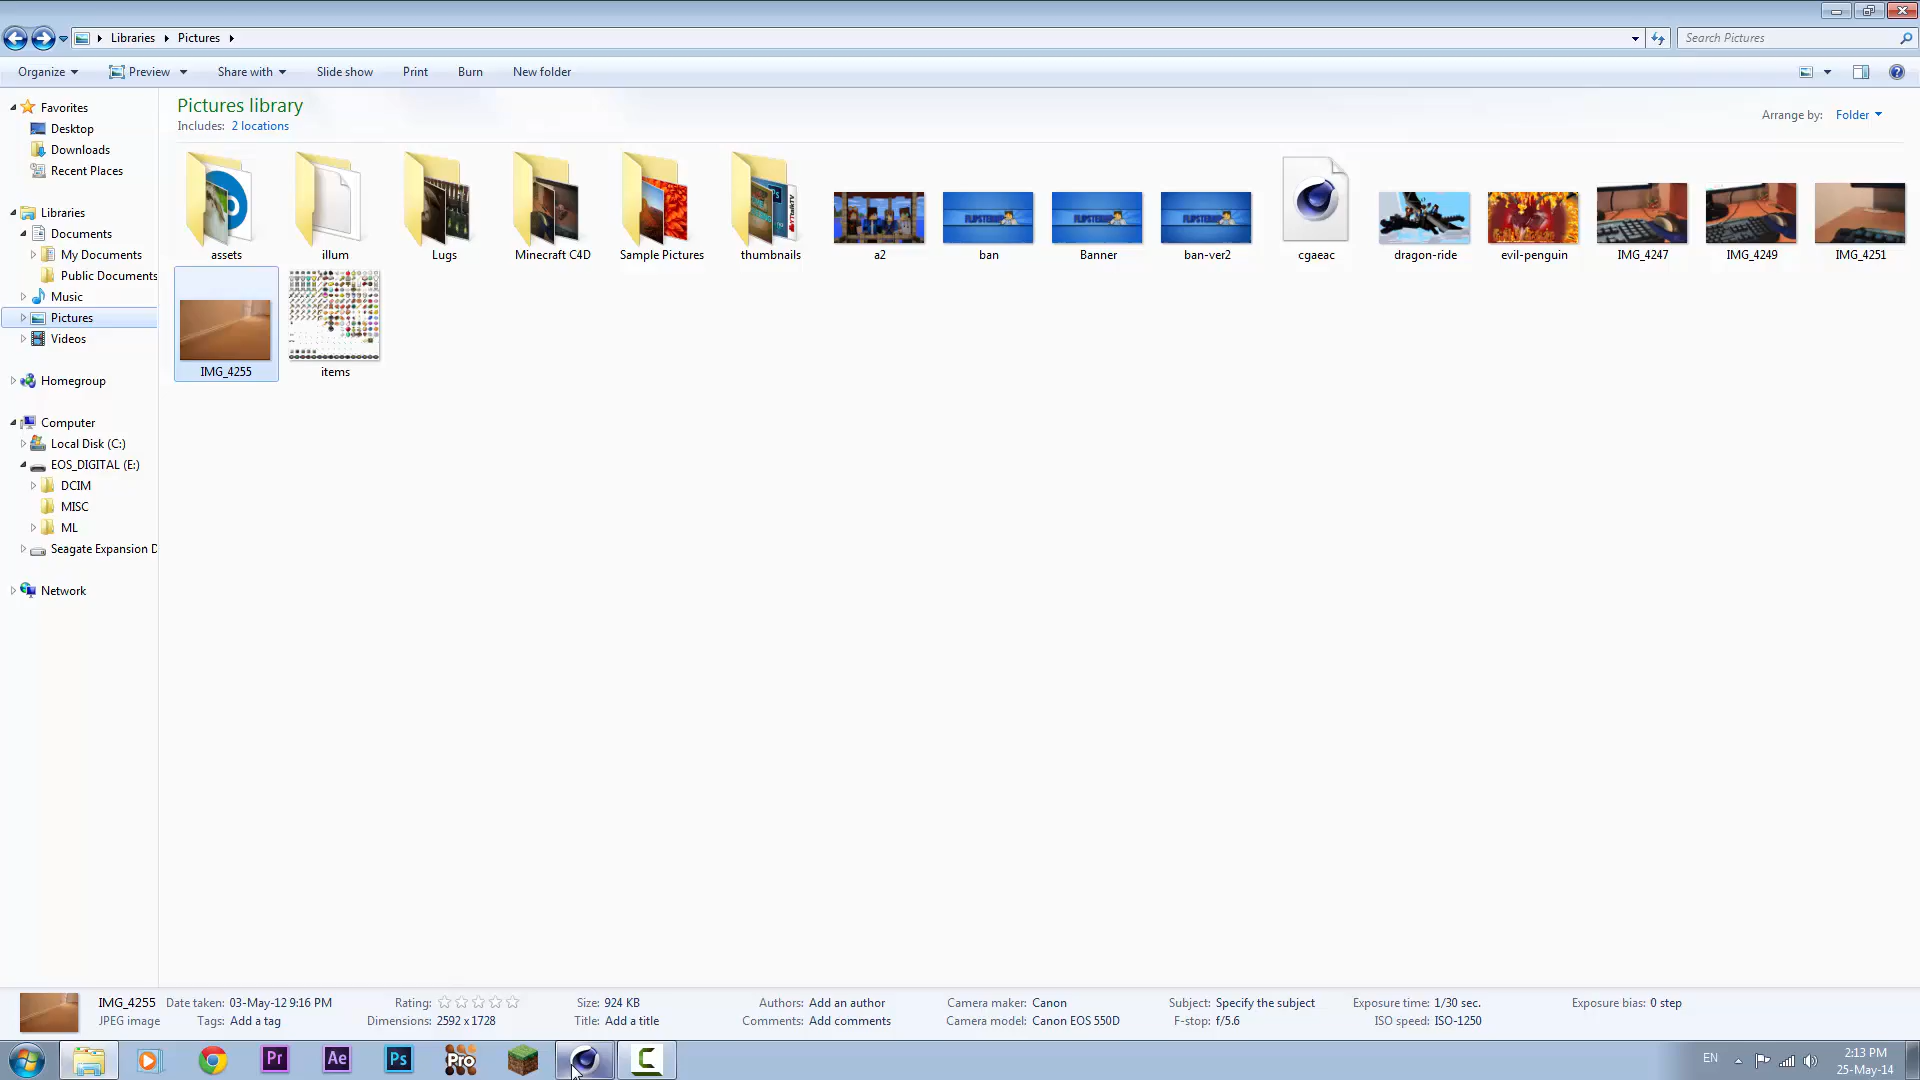 Libraries Pictures
Search Pictures
Organize Preview Share with Slide show Print Burn New folder
Pictures library
Includes: 2 locations
Arrange by: Folder
Favorites
Desktop
Downloads
Recent Places
Libraries
Documents
My Documents
Public Documents
Music
Pictures
Videos
Homegroup
Computer
Local Disk (C:)
EOS_DIGITAL (E:)
DCIM
MISC
ML
Seagate Expansion D
Network
assets illum Lugs Minecraft C4D Sample Pictures thumbnails a2 ban Banner ban-ver2 cgaeac dragon-ride evil-penguin IMG_4247 IMG_4249 IMG_4251
IMG_4255 items
IMG_4255 Date taken: 03-May-12 9:16 PM Rating: Size: 924 KB Authors: Add an author Camera maker: Canon Subject: Specify the subject Exposure time: 1/30 sec. Exposure bias: 0 step
JPEG image Tags: Add a tag Dimensions: 2592 x 1728 Title: Add a title Comments: Add comments Camera model: Canon EOS 550D F-stop: f/5.6 ISO speed: ISO-1250
Pr Ae Ps Pro
EN
2:13 PM
25-May-14